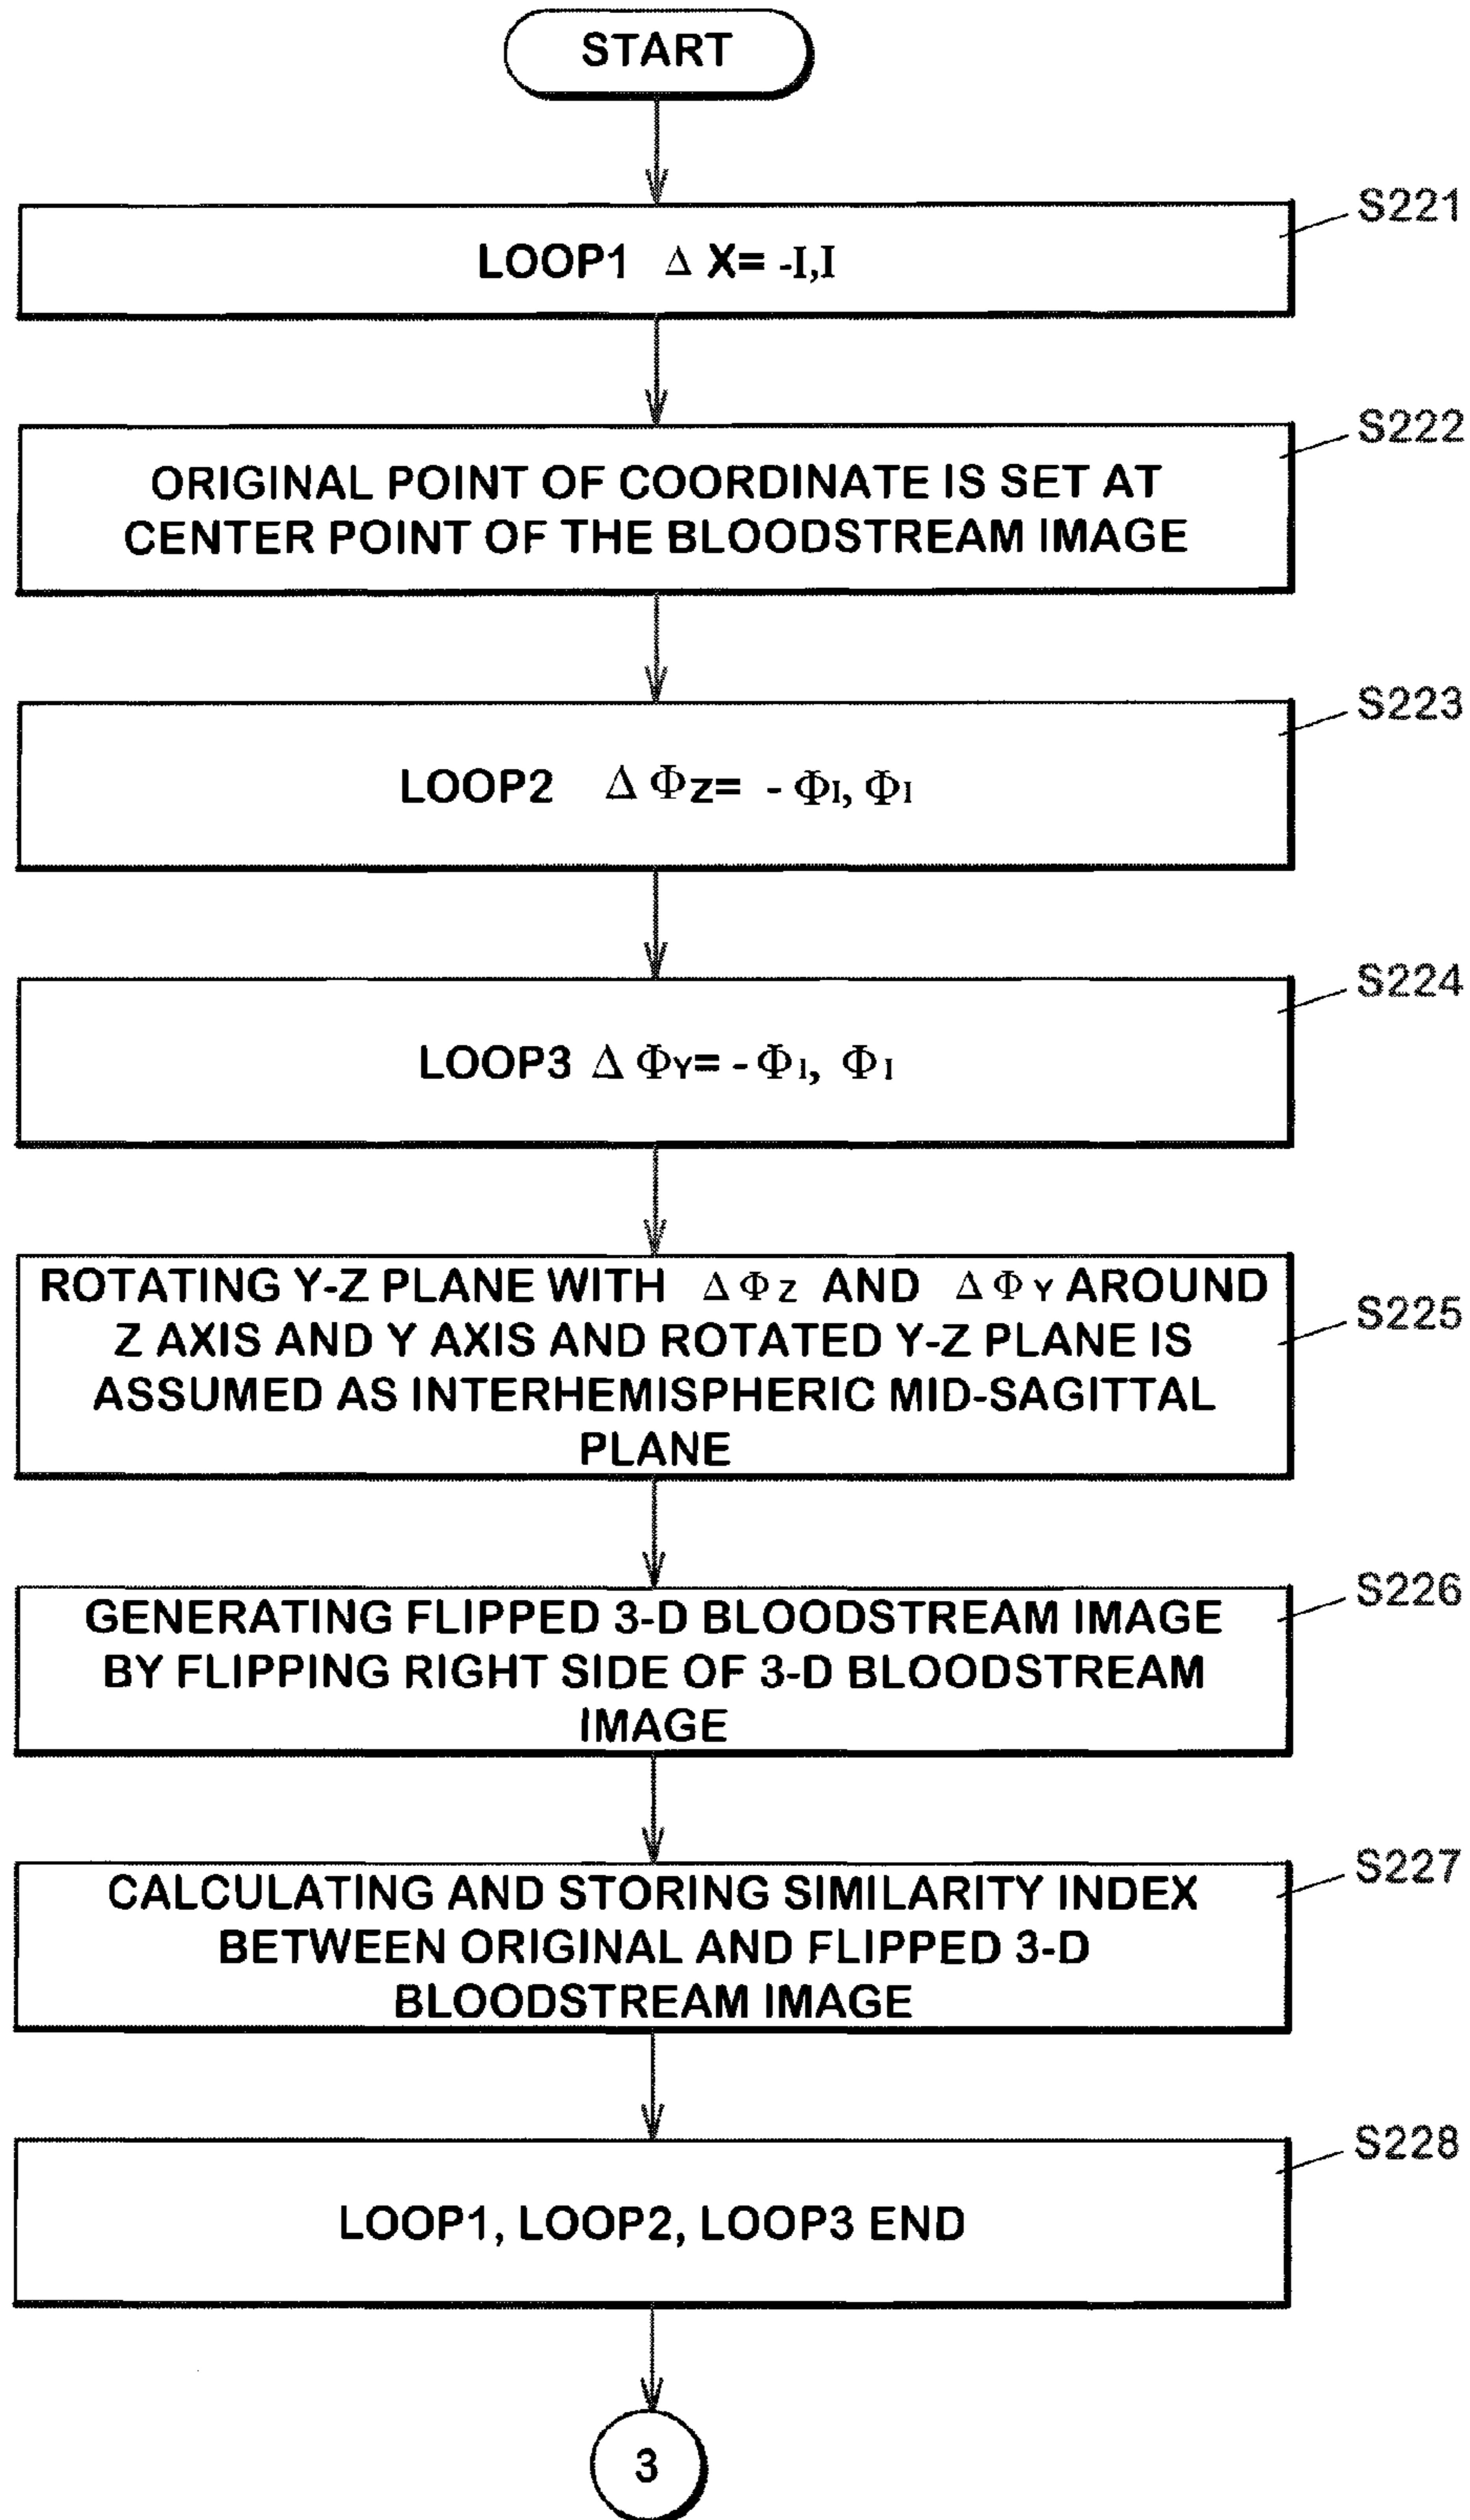 START
S221
LOOP1 Δ X= -I,I
S222
ORIGINAL POINT OF COORDINATE IS SET AT
CENTER POINT OF THE BLOODSTREAM IMAGE
S223
LOOP2 Δ ΦZ= - ΦI, ΦI
S224
LOOP3 Δ ΦY= - ΦI, ΦI
S225
ROTATING Y-Z PLANE WITH Δ ΦZ AND Δ ΦY AROUND
Z AXIS AND Y AXIS AND ROTATED Y-Z PLANE IS
ASSUMED AS INTERHEMISPHERIC MID-SAGITTAL
PLANE
S226
GENERATING FLIPPED 3-D BLOODSTREAM IMAGE
BY FLIPPING RIGHT SIDE OF 3-D BLOODSTREAM
IMAGE
S227
CALCULATING AND STORING SIMILARITY INDEX
BETWEEN ORIGINAL AND FLIPPED 3-D
BLOODSTREAM IMAGE
S228
LOOP1, LOOP2, LOOP3 END
3